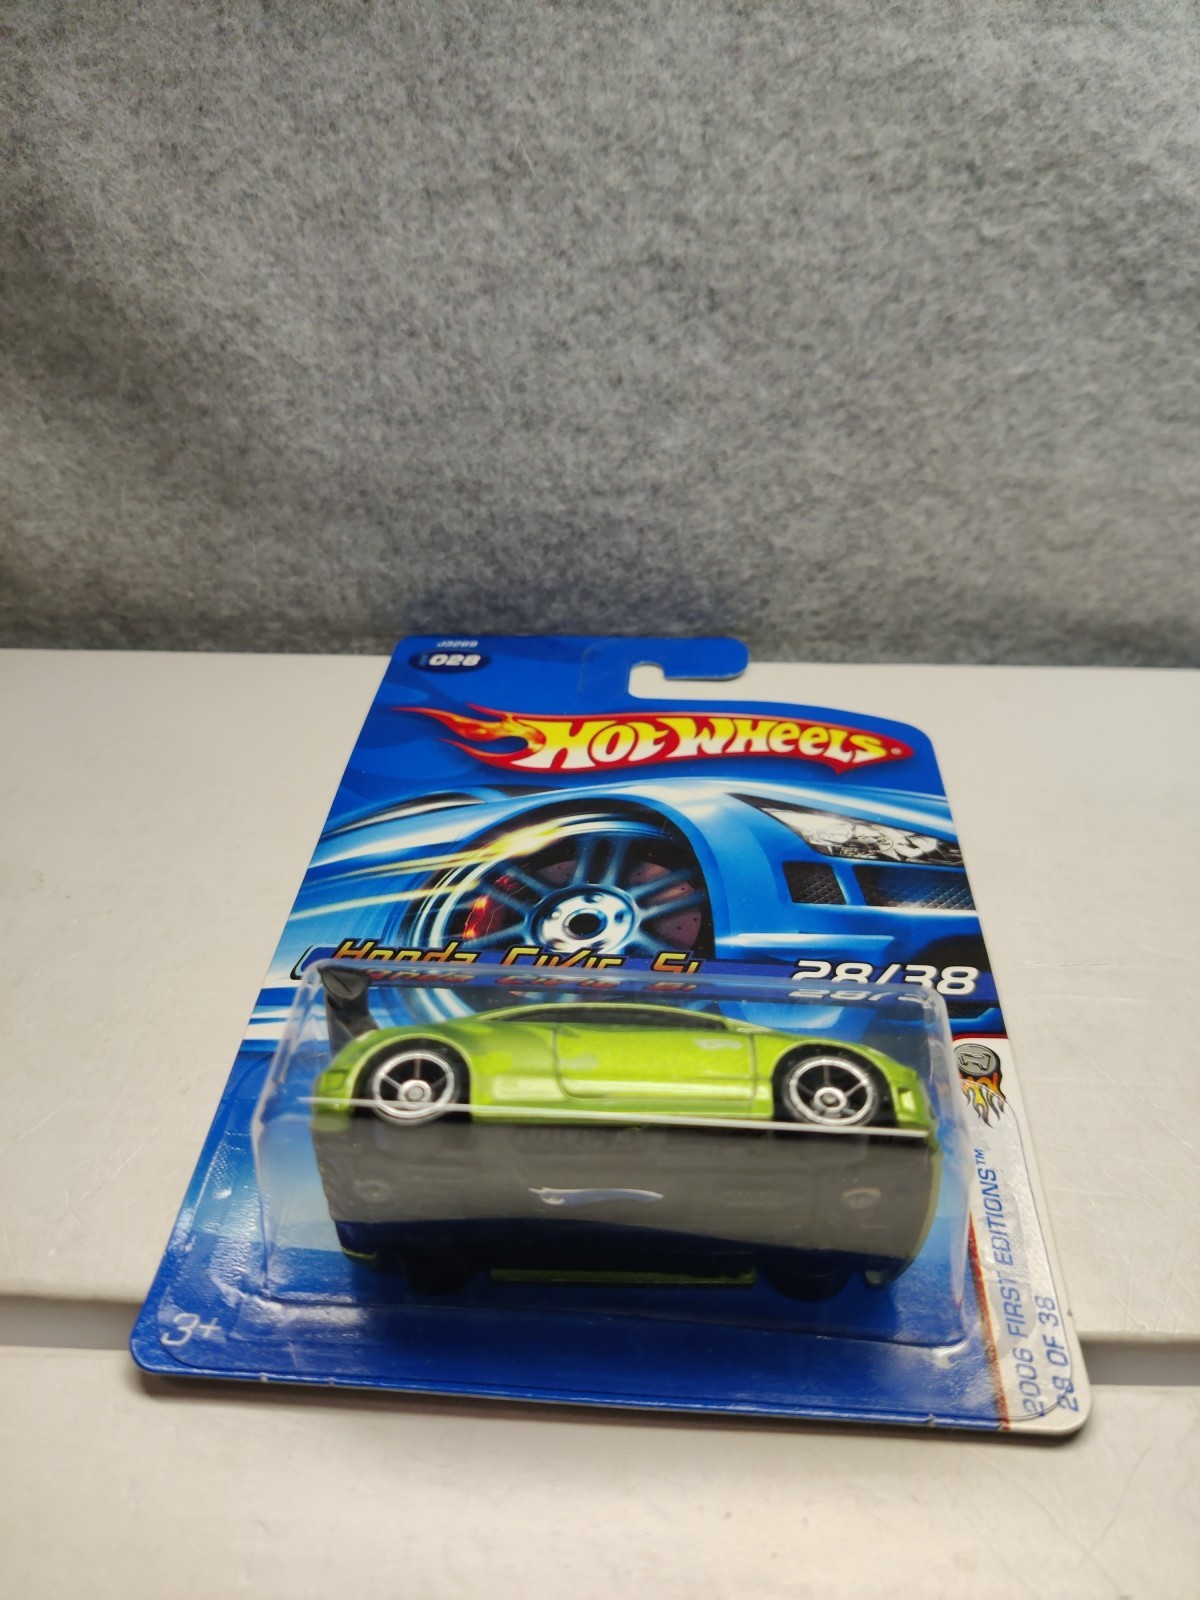 J3289
028
HOT WHEELS
Honda Civic Si
28/38
2006 FIRST EDITIONS™
28 OF 38
3+